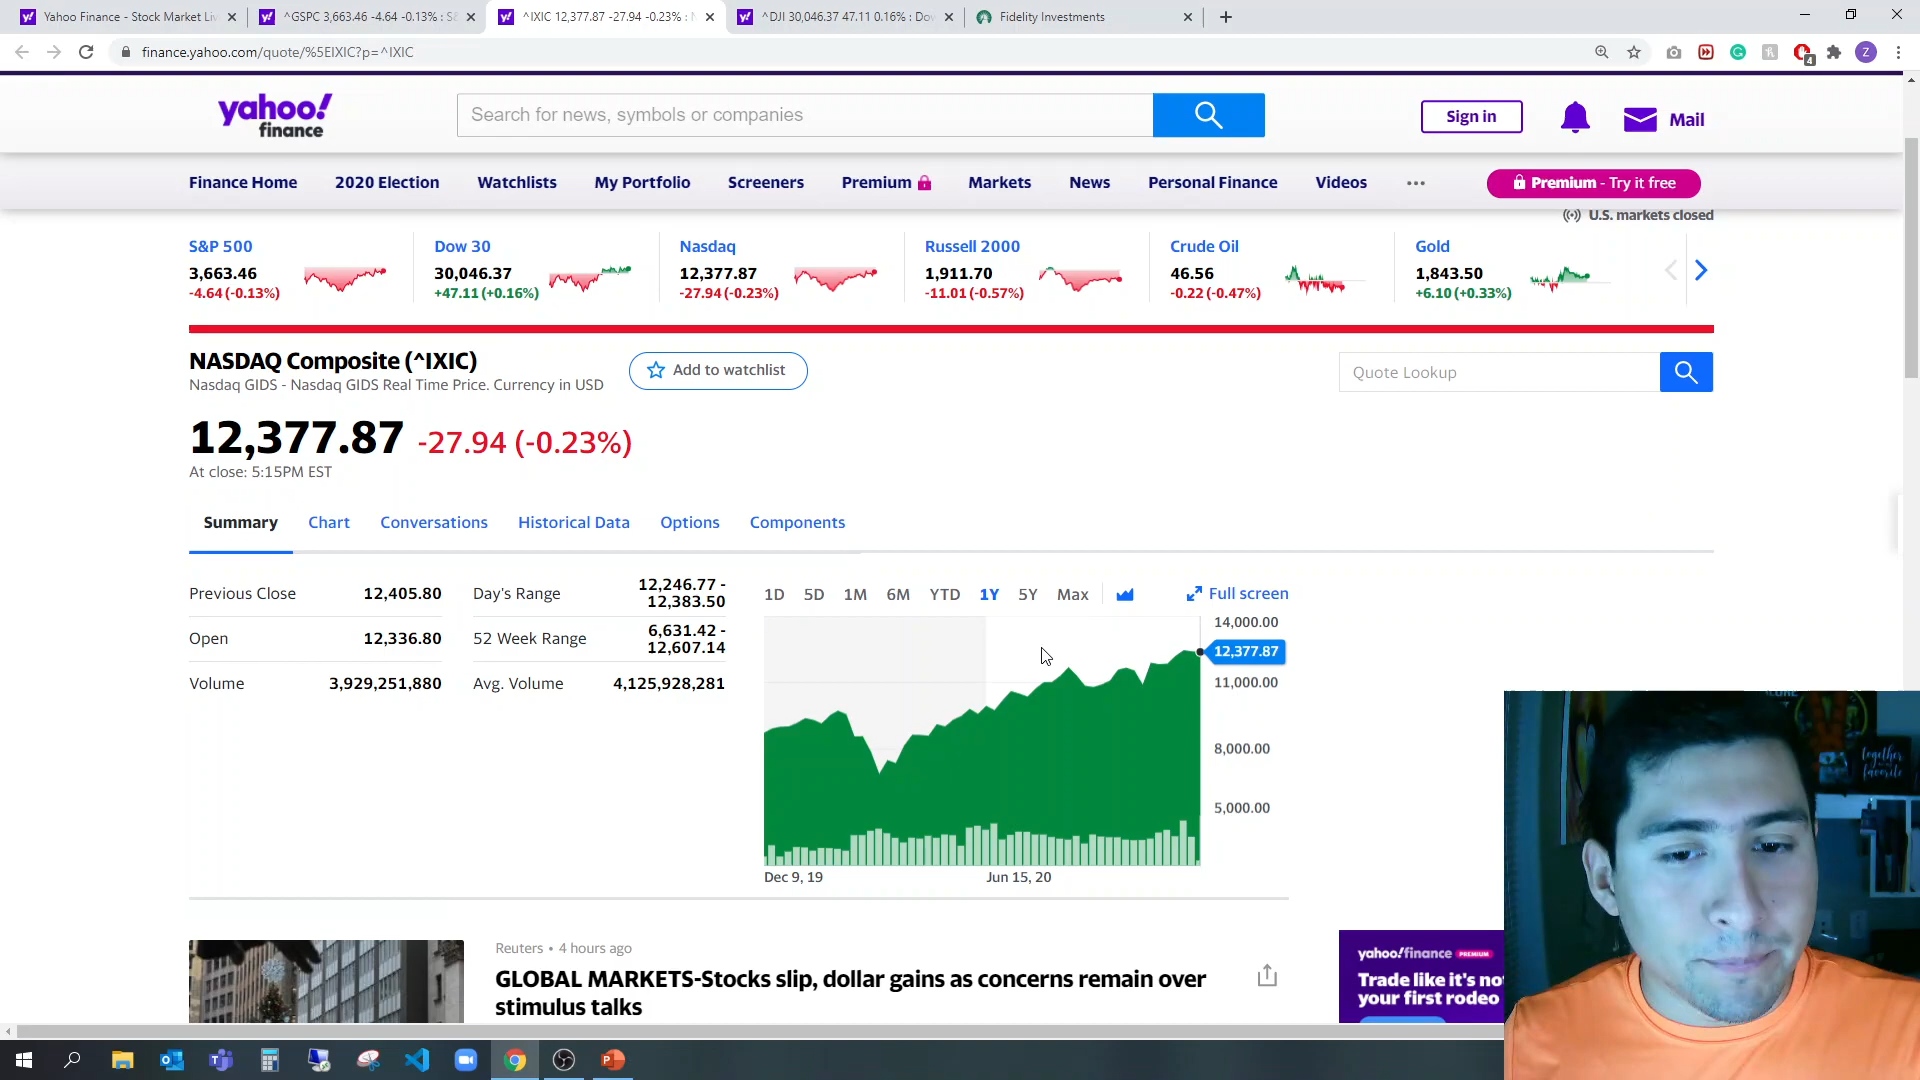 Yahoo Finance - Stock Market Liv
^GSPC 3,663.46 -4.64 -0.13% : S&
^IXIC 12,377.87 -27.94 -0.23% : N
^DJI 30,046.37 47.11 0.16% : Dow
Fidelity Investments
finance.yahoo.com/quote/%5EIXIC?p=^IXIC
4
Z
yahoo!
finance
Search for news, symbols or companies
Sign in
Mail
Finance Home
2020 Election
Watchlists
My Portfolio
Screeners
Premium
Markets
News
Personal Finance
Videos
Premium - Try it free
U.S. markets closed
S&P 500
3,663.46
-4.64 (-0.13%)
Dow 30
30,046.37
+47.11 (+0.16%)
Nasdaq
12,377.87
-27.94 (-0.23%)
Russell 2000
1,911.70
-11.01 (-0.57%)
Crude Oil
46.56
-0.22 (-0.47%)
Gold
1,843.50
+6.10 (+0.33%)
NASDAQ Composite (^IXIC)
Nasdaq GIDS - Nasdaq GIDS Real Time Price. Currency in USD
Add to watchlist
Quote Lookup
12,377.87 -27.94 (-0.23%)
At close: 5:15PM EST
Summary
Chart
Conversations
Historical Data
Options
Components
Previous Close 12,405.80
Open 12,336.80
Volume 3,929,251,880
Day's Range 12,246.77 -
12,383.50
52 Week Range 6,631.42 -
12,607.14
Avg. Volume 4,125,928,281
1D 5D 1M 6M YTD 1Y 5Y Max
Full screen
14,000.00
12,377.87
11,000.00
8,000.00
5,000.00
Dec 9, 19
Jun 15, 20
Reuters • 4 hours ago
GLOBAL MARKETS-Stocks slip, dollar gains as concerns remain over
stimulus talks
yahoo!finance PREMIUM
Trade like it's no
your first rodeo
together
favorite